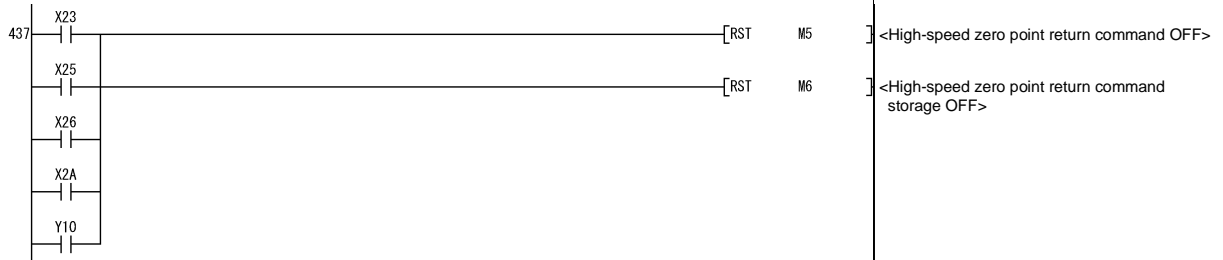 X23
437 [RST M5 ] <High-speed zero point return command OFF>
X25
[RST M6 ] <High-speed zero point return command
storage OFF>
X26
X2A
Y10